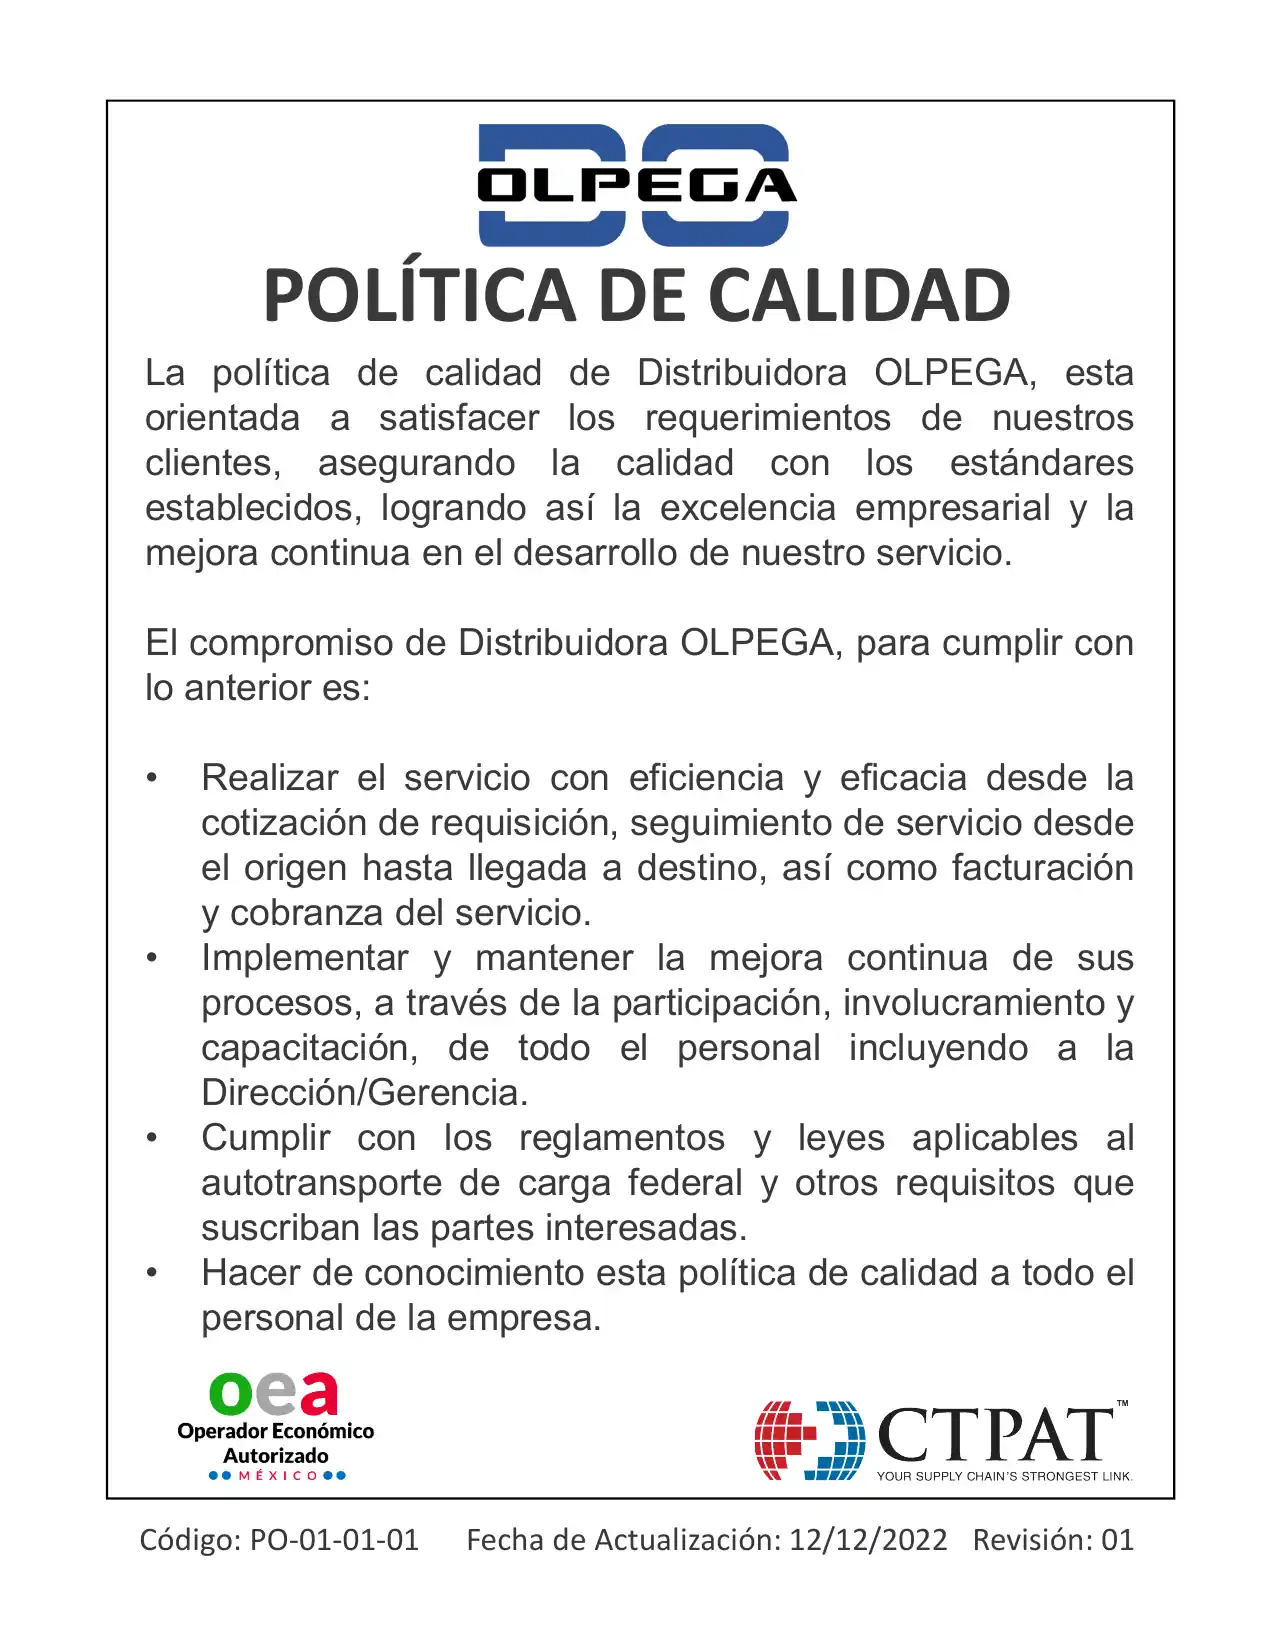 OLPEGA
POLÍTICA DE CALIDAD
La política de calidad de Distribuidora OLPEGA, esta
orientada a satisfacer los requerimientos de nuestros
clientes, asegurando la calidad con los estándares
establecidos, logrando así la excelencia empresarial y la
mejora continua en el desarrollo de nuestro servicio.
El compromiso de Distribuidora OLPEGA, para cumplir con
lo anterior es:
• Realizar el servicio con eficiencia y eficacia desde la
cotización de requisición, seguimiento de servicio desde
el origen hasta llegada a destino, así como facturación
y cobranza del servicio.
• Implementar y mantener la mejora continua de sus
procesos, a través de la participación, involucramiento y
capacitación, de todo el personal incluyendo a la
Dirección/Gerencia.
• Cumplir con los reglamentos y leyes aplicables al
autotransporte de carga federal y otros requisitos que
suscriban las partes interesadas.
• Hacer de conocimiento esta política de calidad a todo el
personal de la empresa.
oea
Operador Económico
Autorizado
MÉXICO
CTPAT™
YOUR SUPPLY CHAIN'S STRONGEST LINK.
Código: PO-01-01-01 Fecha de Actualización: 12/12/2022 Revisión: 01